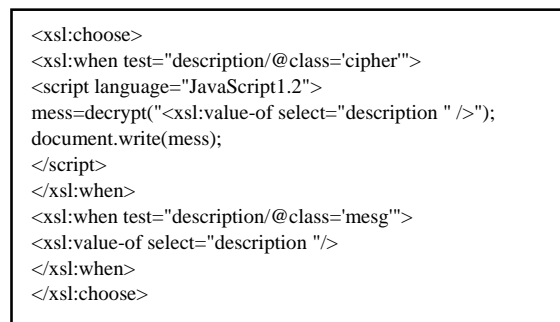 <xsl:choose>
<xsl:when test="description/@class='cipher'">
<script language="JavaScript1.2">
mess=decrypt("<xsl:value-of select="description " />");
document.write(mess);
</script>
</xsl:when>
<xsl:when test="description/@class='mesg'">
<xsl:value-of select="description "/>
</xsl:when>
</xsl:choose>